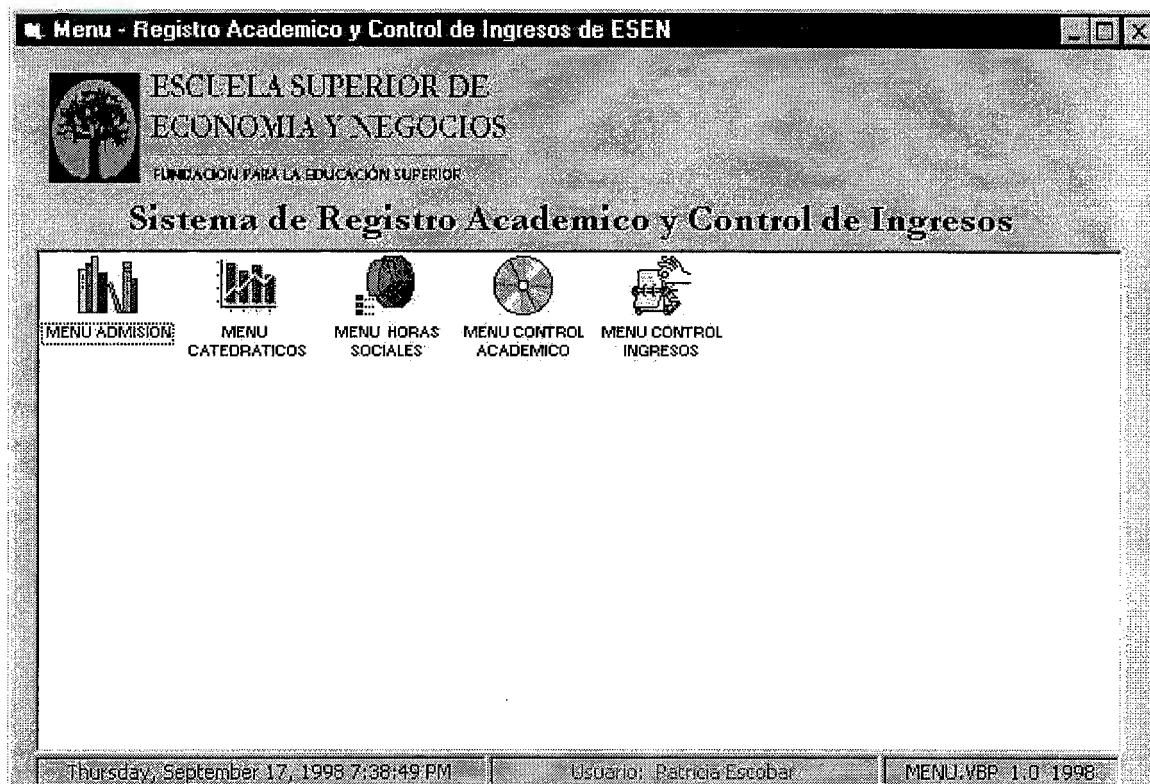 Menu - Registro Academico y Control de Ingresos de ESEN
ESCUELA SUPERIOR DE
ECONOMIA Y NEGOCIOS
FUNDACION PARA LA EDUCACIÓN SUPERIOR
Sistema de Registro Academico y Control de Ingresos
MENU ADMISION
MENU CATEDRATICOS
MENU HORAS SOCIALES
MENU CONTROL ACADEMICO
MENU CONTROL INGRESOS
Thursday, September 17, 1998 7:38:49 PM
Usuario: Patricia Escobar
MENU.VBP 1.0 1998